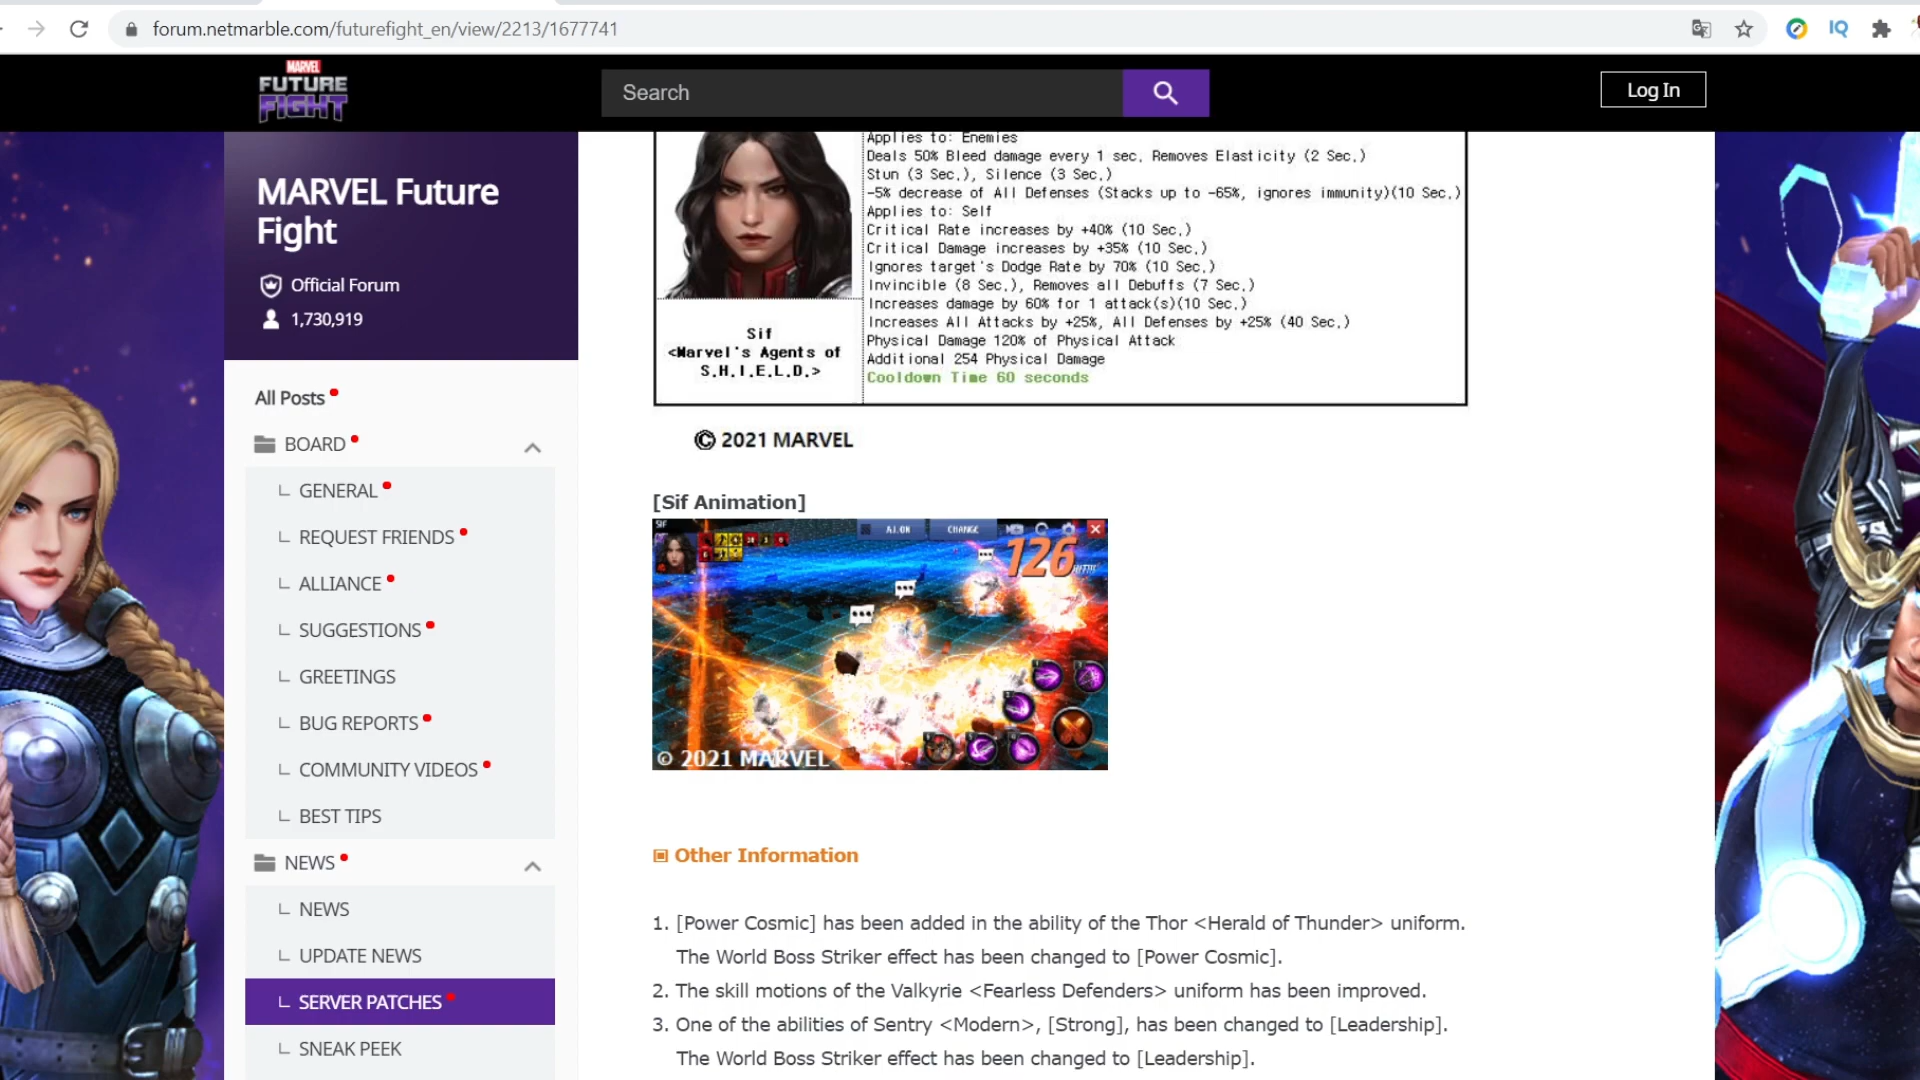 forum.netmarble.com/futurefight_en/view/2213/1677741
IQ
MARVEL
FUTURE
FIGHT
Search
Log In
MARVEL Future
Fight
Official Forum
1,730,919
All Posts
BOARD
GENERAL
REQUEST FRIENDS
ALLIANCE
SUGGESTIONS
GREETINGS
BUG REPORTS
COMMUNITY VIDEOS
BEST TIPS
NEWS
NEWS
UPDATE NEWS
SERVER PATCHES
SNEAK PEEK
Sif
<Marvel's Agents of
S.H.I.E.L.D.>
Applies to: Enemies
Deals 50% Bleed damage every 1 sec. Removes Elasticity (2 Sec.)
Stun (3 Sec.), Silence (3 Sec.)
-5% decrease of All Defenses (Stacks up to -65%, ignores immunity)(10 Sec.)
Applies to: Self
Critical Rate increases by +40% (10 Sec.)
Critical Damage increases by +35% (10 Sec.)
Ignores target's Dodge Rate by 70% (10 Sec.)
Invincible (8 Sec.), Removes all Debuffs (7 Sec.)
Increases damage by 60% for 1 attack(s)(10 Sec.)
Increases All Attacks by +25%, All Defenses by +25% (40 Sec.)
Physical Damage 120% of Physical Attack
Additional 254 Physical Damage
Cooldown Time 60 seconds
© 2021 MARVEL
[Sif Animation]
SIF
A.I.ON
CHANGE
126
© 2021 MARVEL
Other Information
1. [Power Cosmic] has been added in the ability of the Thor <Herald of Thunder> uniform.
The World Boss Striker effect has been changed to [Power Cosmic].
2. The skill motions of the Valkyrie <Fearless Defenders> uniform has been improved.
3. One of the abilities of Sentry <Modern>, [Strong], has been changed to [Leadership].
The World Boss Striker effect has been changed to [Leadership].